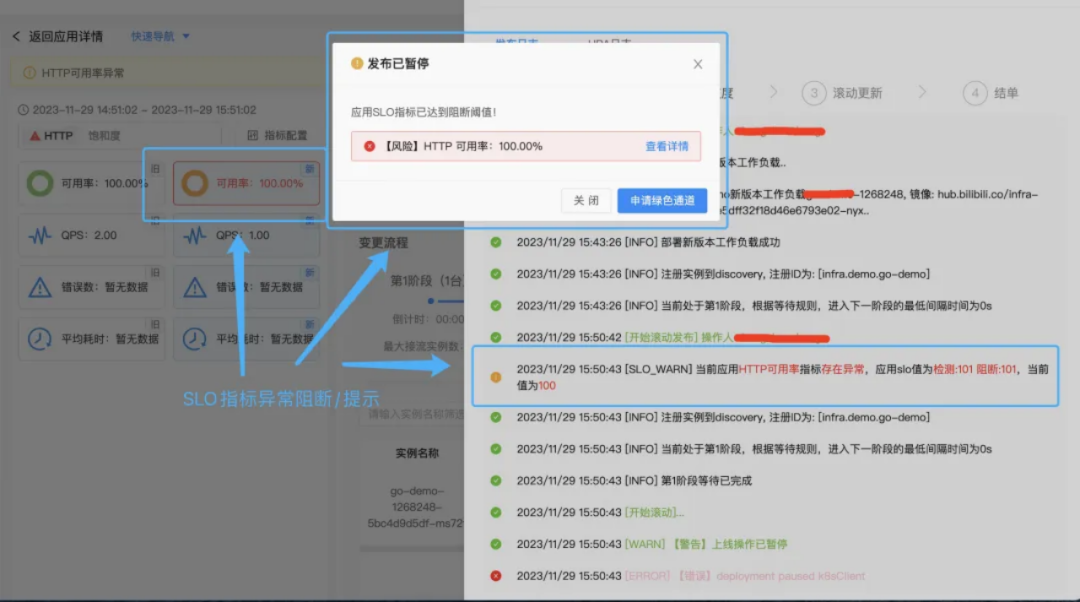 返回应用详情 快速导航
HTTP可用率异常
2023-11-29 14:51:02 ~ 2023-11-29 15:51:02
HTTP 饱和度 指标配置
旧 可用率：100.00%
新 可用率：100.00%
旧 QPS：2.00
新 QPS：1.00
旧 错误数：暂无数据
新 错误数：暂无数据
旧 平均耗时：暂无数据
新 平均耗时：暂无数据
SLO指标异常阻断/提示
发布已暂停
应用SLO指标已达到阻断阈值!
【风险】HTTP 可用率：100.00% 查看详情
关 闭 申请绿色通道
变更流程
第1阶段（1台
倒计时：00:00
最大接流实例数：
请输入实例名称筛选
实例名称
go-demo-
1268248-
5bc4d9d5df-ms72
发布日志 HPA日志
度 3 滚动更新 4 结单
版本工作负载..
新版本工作负载 -1268248, 镜像: hub.bilibili.co/infra-
5dff32f18d46e6793e02-nyx..
2023/11/29 15:43:26 [INFO] 部署新版本工作负载成功
2023/11/29 15:43:26 [INFO] 注册实例到discovery, 注册ID为: [infra.demo.go-demo]
2023/11/29 15:43:26 [INFO] 当前处于第1阶段，根据等待规则，进入下一阶段的最低间隔时间为0s
2023/11/29 15:50:42 [开始滚动发布] 操作人
2023/11/29 15:50:43 [SLO_WARN] 当前应用HTTP可用率指标存在异常，应用slo值为检测:101 阻断:101，当前
值为100
2023/11/29 15:50:43 [INFO] 注册实例到discovery, 注册ID为: [infra.demo.go-demo]
2023/11/29 15:50:43 [INFO] 当前处于第1阶段，根据等待规则，进入下一阶段的最低间隔时间为0s
2023/11/29 15:50:43 [INFO] 第1阶段等待已完成
2023/11/29 15:50:43 [开始滚动]...
2023/11/29 15:50:43 [WARN] 【警告】上线操作已暂停
2023/11/29 15:50:43 [ERROR] 【错误】deployment paused k8sClient